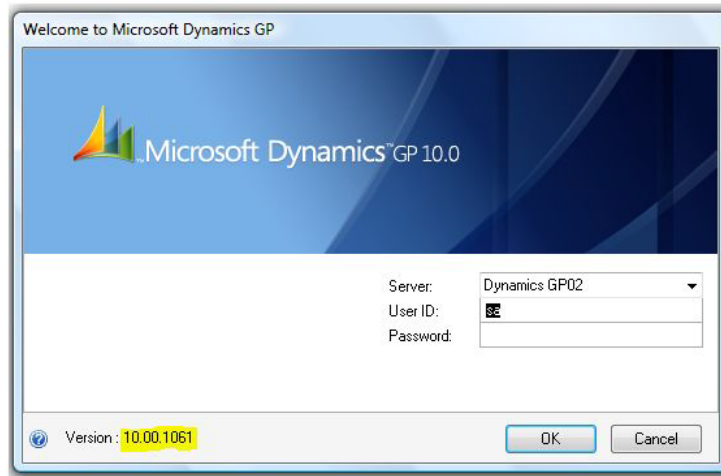 Welcome to Microsoft Dynamics GP
Microsoft Dynamics™ GP 10.0
Server: Dynamics GP02
User ID: sa
Password:
Version : 10.00.1061 OK Cancel